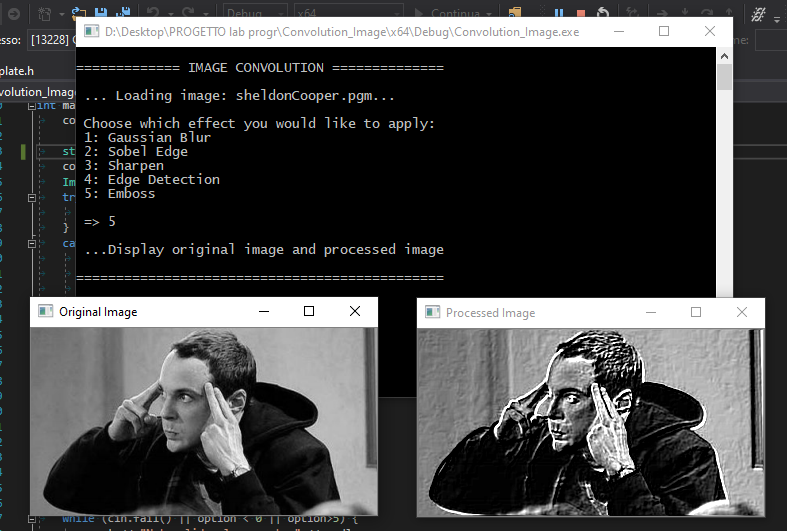 Debug
x64
Continua
esso:
[13228] C
me:
D:\Desktop\PROGETTO lab progr\Convolution_Image\x64\Debug\Convolution_Image.exe
plate.h
volution_Imag
int ma
co
st
co
Im
try
}
ca
============= IMAGE CONVOLUTION ==============
... Loading image: sheldonCooper.pgm...
Choose which effect you would like to apply:
1: Gaussian Blur
2: Sobel Edge
3: Sharpen
4: Edge Detection
5: Emboss
=> 5
...Display original image and processed image
==============================================
Original Image
Processed Image
while (cin.fail() || option < 0 || option>5) {